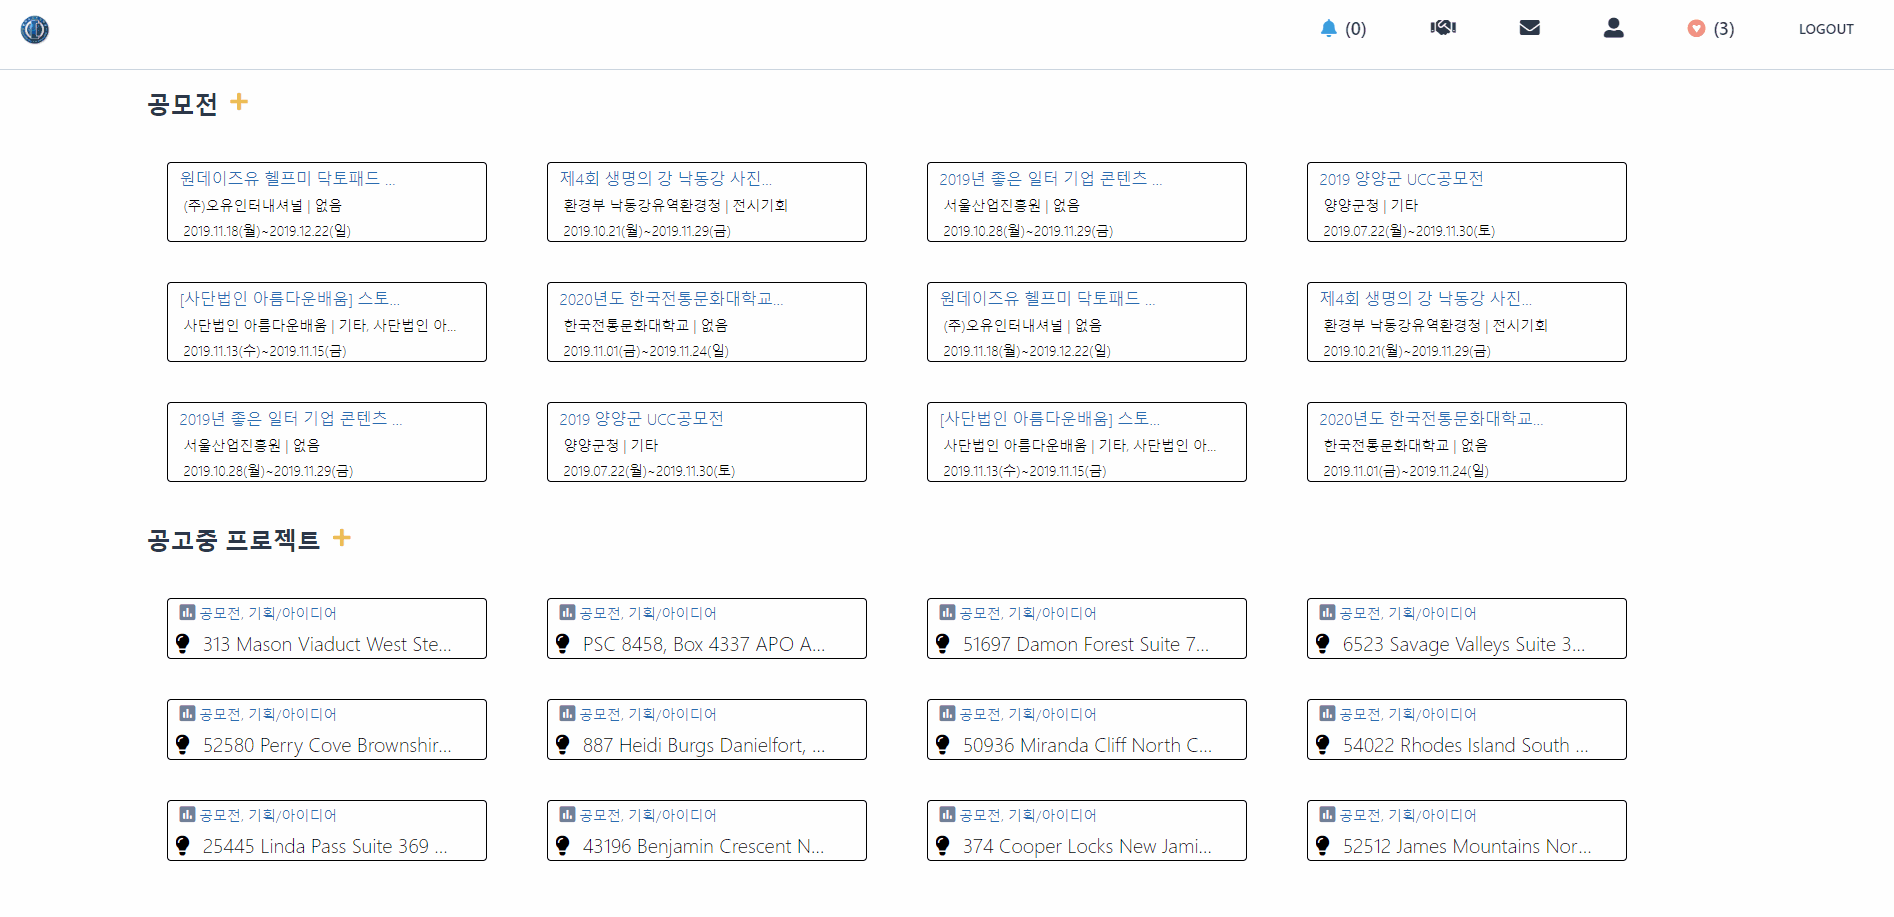 (0) (3) LOGOUT
공모전
원데이즈유 헬프미 닥토패드 ...
(주)오유인터내셔널 | 없음
2019.11.18(월)~2019.12.22(일)
제4회 생명의 강 낙동강 사진...
환경부 낙동강유역환경청 | 전시기회
2019.10.21(월)~2019.11.29(금)
2019년 좋은 일터 기업 콘텐츠 ...
서울산업진흥원 | 없음
2019.10.28(월)~2019.11.29(금)
2019 양양군 UCC공모전
양양군청 | 기타
2019.07.22(월)~2019.11.30(토)
[사단법인 아름다운배움] 스토...
사단법인 아름다운배움 | 기타, 사단법인 아...
2019.11.13(수)~2019.11.15(금)
2020년도 한국전통문화대학교...
한국전통문화대학교 | 없음
2019.11.01(금)~2019.11.24(일)
원데이즈유 헬프미 닥토패드 ...
(주)오유인터내셔널 | 없음
2019.11.18(월)~2019.12.22(일)
제4회 생명의 강 낙동강 사진...
환경부 낙동강유역환경청 | 전시기회
2019.10.21(월)~2019.11.29(금)
2019년 좋은 일터 기업 콘텐츠 ...
서울산업진흥원 | 없음
2019.10.28(월)~2019.11.29(금)
2019 양양군 UCC공모전
양양군청 | 기타
2019.07.22(월)~2019.11.30(토)
[사단법인 아름다운배움] 스토...
사단법인 아름다운배움 | 기타, 사단법인 아...
2019.11.13(수)~2019.11.15(금)
2020년도 한국전통문화대학교...
한국전통문화대학교 | 없음
2019.11.01(금)~2019.11.24(일)
공고중 프로젝트
공모전, 기획/아이디어
313 Mason Viaduct West Ste...
공모전, 기획/아이디어
PSC 8458, Box 4337 APO A...
공모전, 기획/아이디어
51697 Damon Forest Suite 7...
공모전, 기획/아이디어
6523 Savage Valleys Suite 3...
공모전, 기획/아이디어
52580 Perry Cove Brownshir...
공모전, 기획/아이디어
887 Heidi Burgs Danielfort, ...
공모전, 기획/아이디어
50936 Miranda Cliff North C...
공모전, 기획/아이디어
54022 Rhodes Island South ...
공모전, 기획/아이디어
25445 Linda Pass Suite 369 ...
공모전, 기획/아이디어
43196 Benjamin Crescent N...
공모전, 기획/아이디어
374 Cooper Locks New Jami...
공모전, 기획/아이디어
52512 James Mountains Nor...